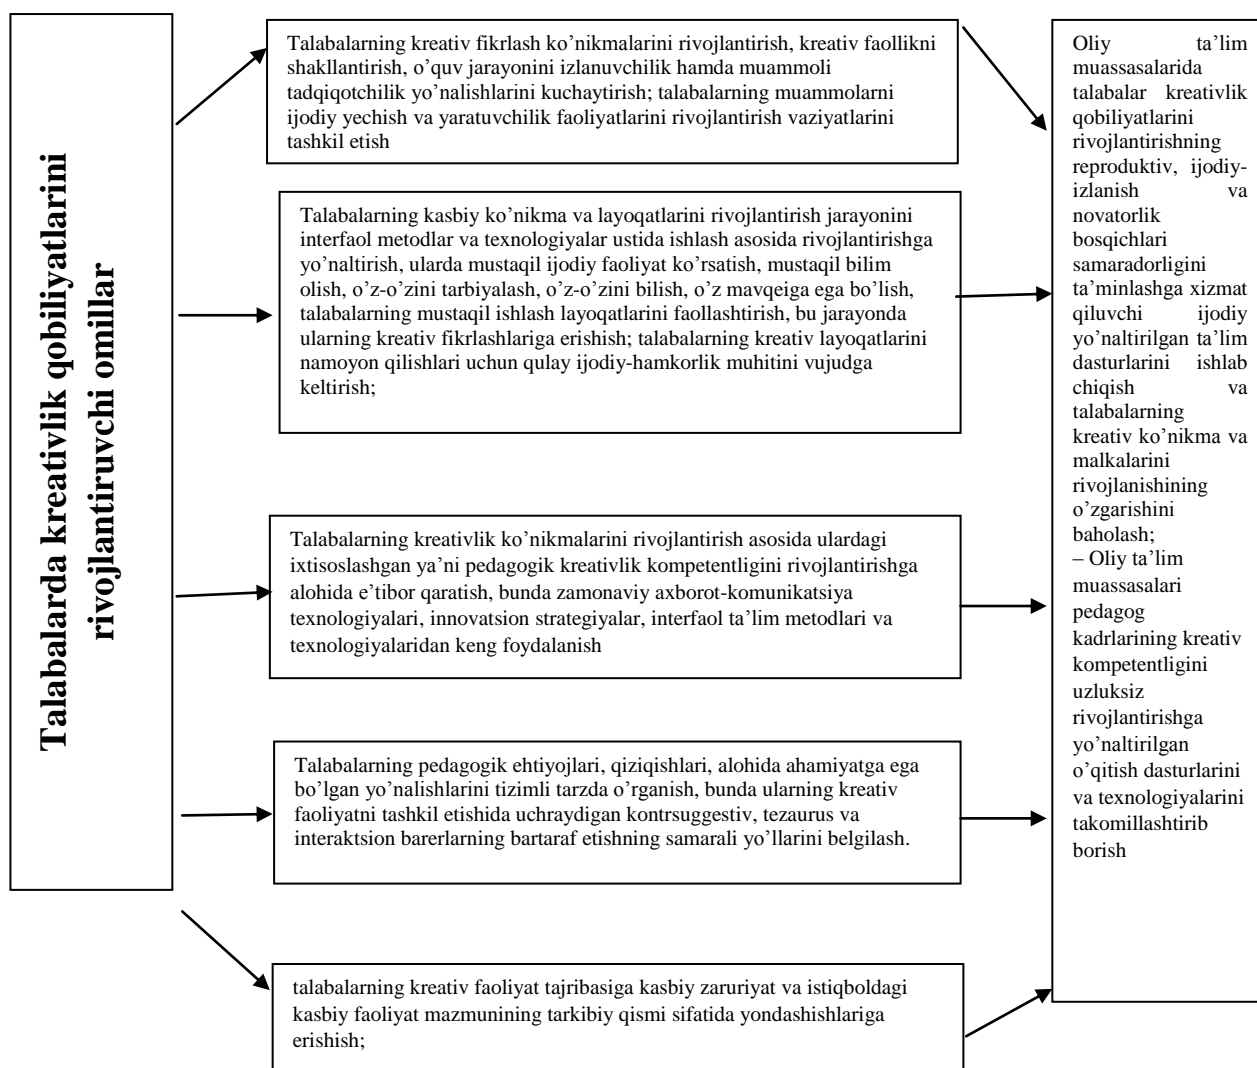 Talabalarda kreativlik qobiliyatlarini
rivojlantiruvchi omillar
Talabalarning kreativ fikrlash ko’nikmalarini rivojlantirish, kreativ faollikni
shakllantirish, o’quv jarayonini izlanuvchilik hamda muammoli
tadqiqotchilik yo’nalishlarini kuchaytirish; talabalarning muammolarni
ijodiy yechish va yaratuvchilik faoliyatlarini rivojlantirish vaziyatlarini
tashkil etish
Talabalarning kasbiy ko’nikma va layoqatlarini rivojlantirish jarayonini
interfaol metodlar va texnologiyalar ustida ishlash asosida rivojlantirishga
yo’naltirish, ularda mustaqil ijodiy faoliyat ko’rsatish, mustaqil bilim
olish, o’z-o’zini tarbiyalash, o’z-o’zini bilish, o’z mavqeiga ega bo’lish,
talabalarning mustaqil ishlash layoqatlarini faollashtirish, bu jarayonda
ularning kreativ fikrlashlariga erishish; talabalarning kreativ layoqatlarini
namoyon qilishlari uchun qulay ijodiy-hamkorlik muhitini vujudga
keltirish;
Talabalarning kreativlik ko’nikmalarini rivojlantirish asosida ulardagi
ixtisoslashgan ya’ni pedagogik kreativlik kompetentligini rivojlantirishga
alohida e’tibor qaratish, bunda zamonaviy axborot-komunikatsiya
texnologiyalari, innovatsion strategiyalar, interfaol ta’lim metodlari va
texnologiyalaridan keng foydalanish
Talabalarning pedagogik ehtiyojlari, qiziqishlari, alohida ahamiyatga ega
bo’lgan yo’nalishlarini tizimli tarzda o’rganish, bunda ularning kreativ
faoliyatni tashkil etishida uchraydigan kontrsuggestiv, tezaurus va
interaktsion barerlarning bartaraf etishning samarali yo’llarini belgilash.
talabalarning kreativ faoliyat tajribasiga kasbiy zaruriyat va istiqboldagi
kasbiy faoliyat mazmunining tarkibiy qismi sifatida yondashishlariga
erishish;
Oliy ta’lim
muassasalarida
talabalar kreativlik
qobiliyatlarini
rivojlantirishning
reproduktiv, ijodiy-
izlanish va
novatorlik
bosqichlari
samaradorligini
ta’minlashga xizmat
qiluvchi ijodiy
yo’naltirilgan ta’lim
dasturlarini ishlab
chiqish va
talabalarning
kreativ ko’nikma va
malkalarini
rivojlanishining
o’zgarishini
baholash;
– Oliy ta’lim
muassasalari
pedagog
kadrlarining kreativ
kompetentligini
uzluksiz
rivojlantirishga
yo’naltirilgan
o’qitish dasturlarini
va texnologiyalarini
takomillashtirib
borish